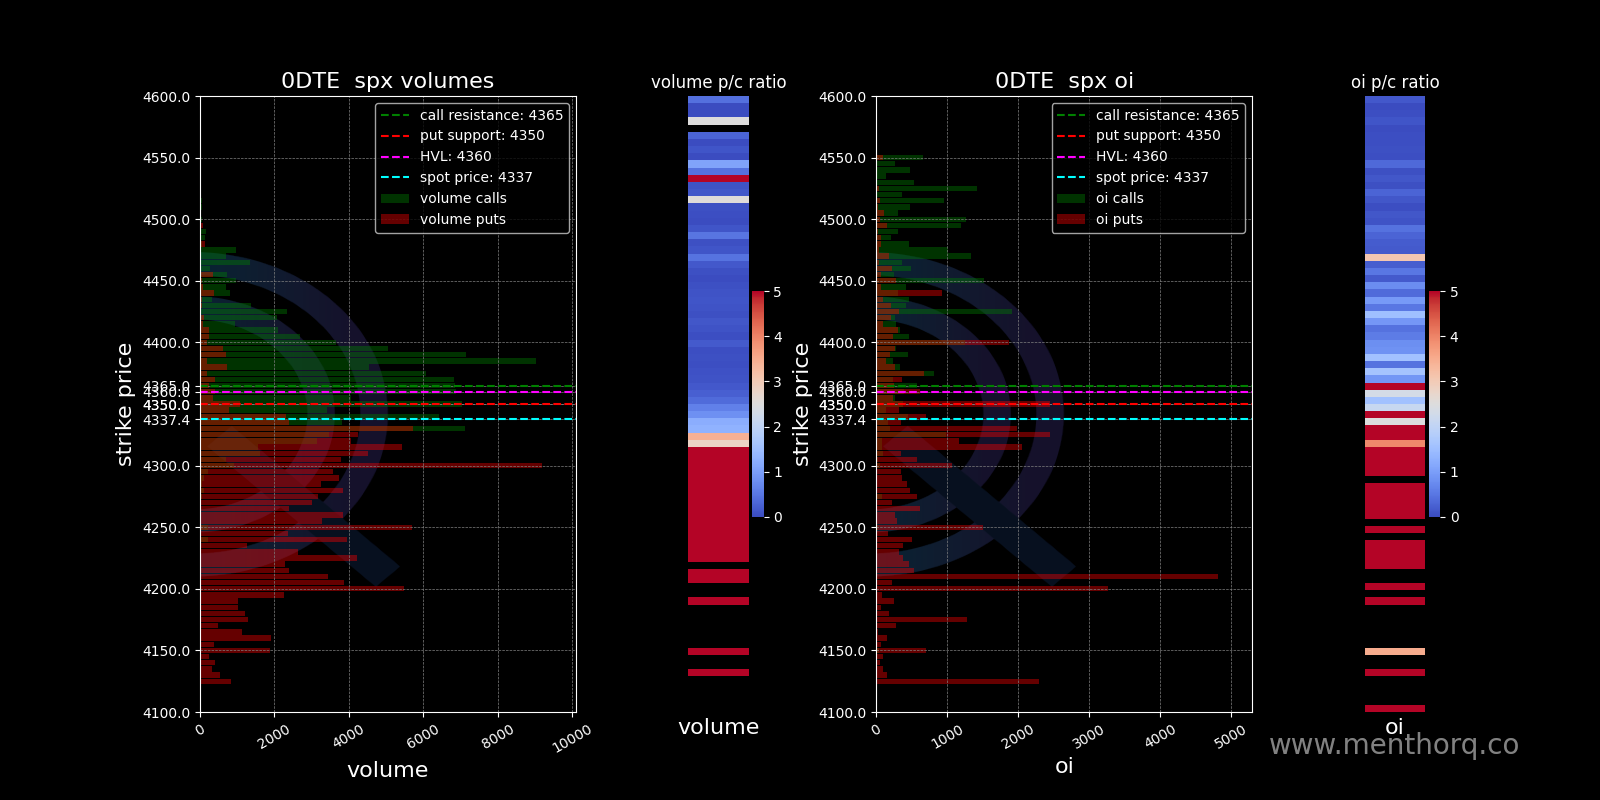 0DTE  spx volumes
4600.0
4550.0
4500.0
4450.0
4400.0
4365.0
4360.0
4350.0
4337.4
4300.0
4250.0
4200.0
4150.0
4100.0
strike price
call resistance: 4365
put support: 4350
HVL: 4360
spot price: 4337
volume calls
volume puts
0
2000
4000
6000
8000
10000
volume
volume p/c ratio
5
4
3
2
1
0
volume
0DTE  spx oi
4600.0
4550.0
4500.0
4450.0
4400.0
4365.0
4360.0
4350.0
4337.4
4300.0
4250.0
4200.0
4150.0
4100.0
strike price
call resistance: 4365
put support: 4350
HVL: 4360
spot price: 4337
oi calls
oi puts
0
1000
2000
3000
4000
5000
oi
oi p/c ratio
5
4
3
2
1
0
oi
www.menthorq.co